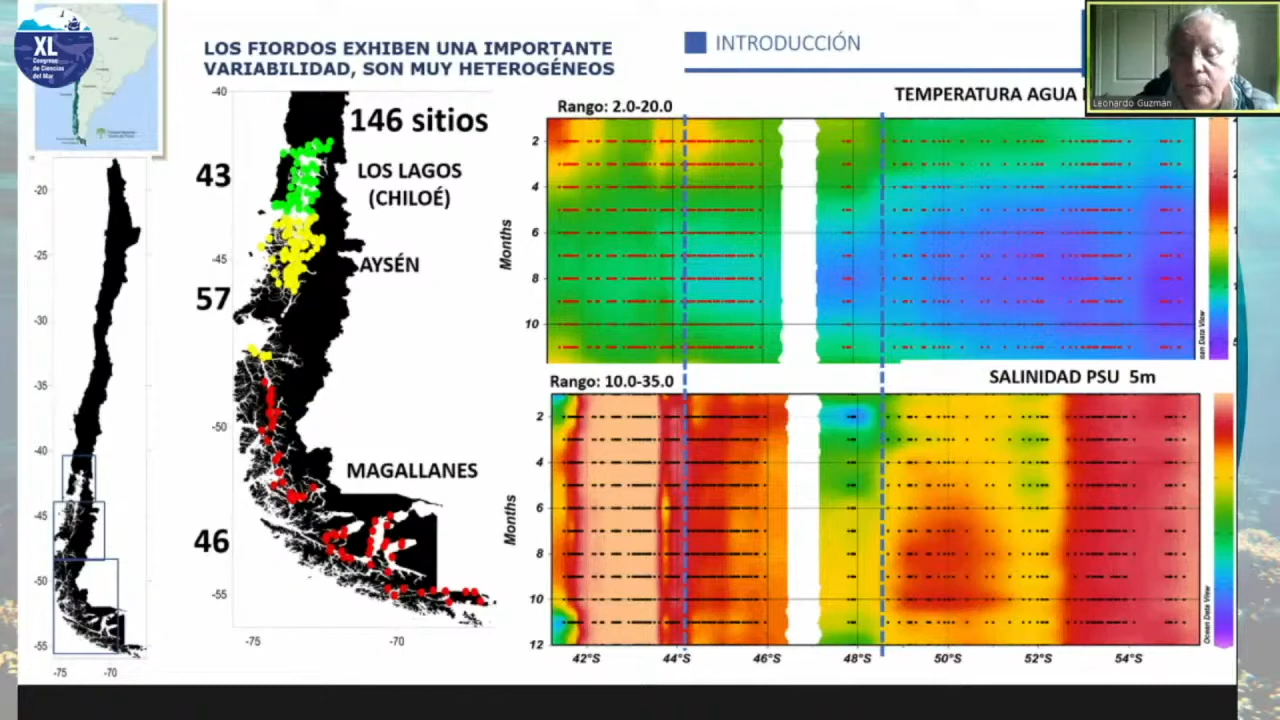 XL
Congreso
de Ciencias
del Mar
LOS FIORDOS EXHIBEN UNA IMPORTANTE
VARIABILIDAD, SON MUY HETEROGÉNEOS
INTRODUCCIÓN
Leonardo Guzmán
-20
-25
-30
-35
-40
-45
-50
-55
-75
-70
-40
-45
-50
-55
-75
-70
146 sitios
43
LOS LAGOS
(CHILOÉ)
AYSÉN
57
MAGALLANES
46
Rango: 2.0-20.0
TEMPERATURA AGUA
Months
2
4
6
8
10
Rango: 10.0-35.0
SALINIDAD PSU 5m
Months
2
4
6
8
10
12
42°S
44°S
46°S
48°S
50°S
52°S
54°S
Ocean Data View